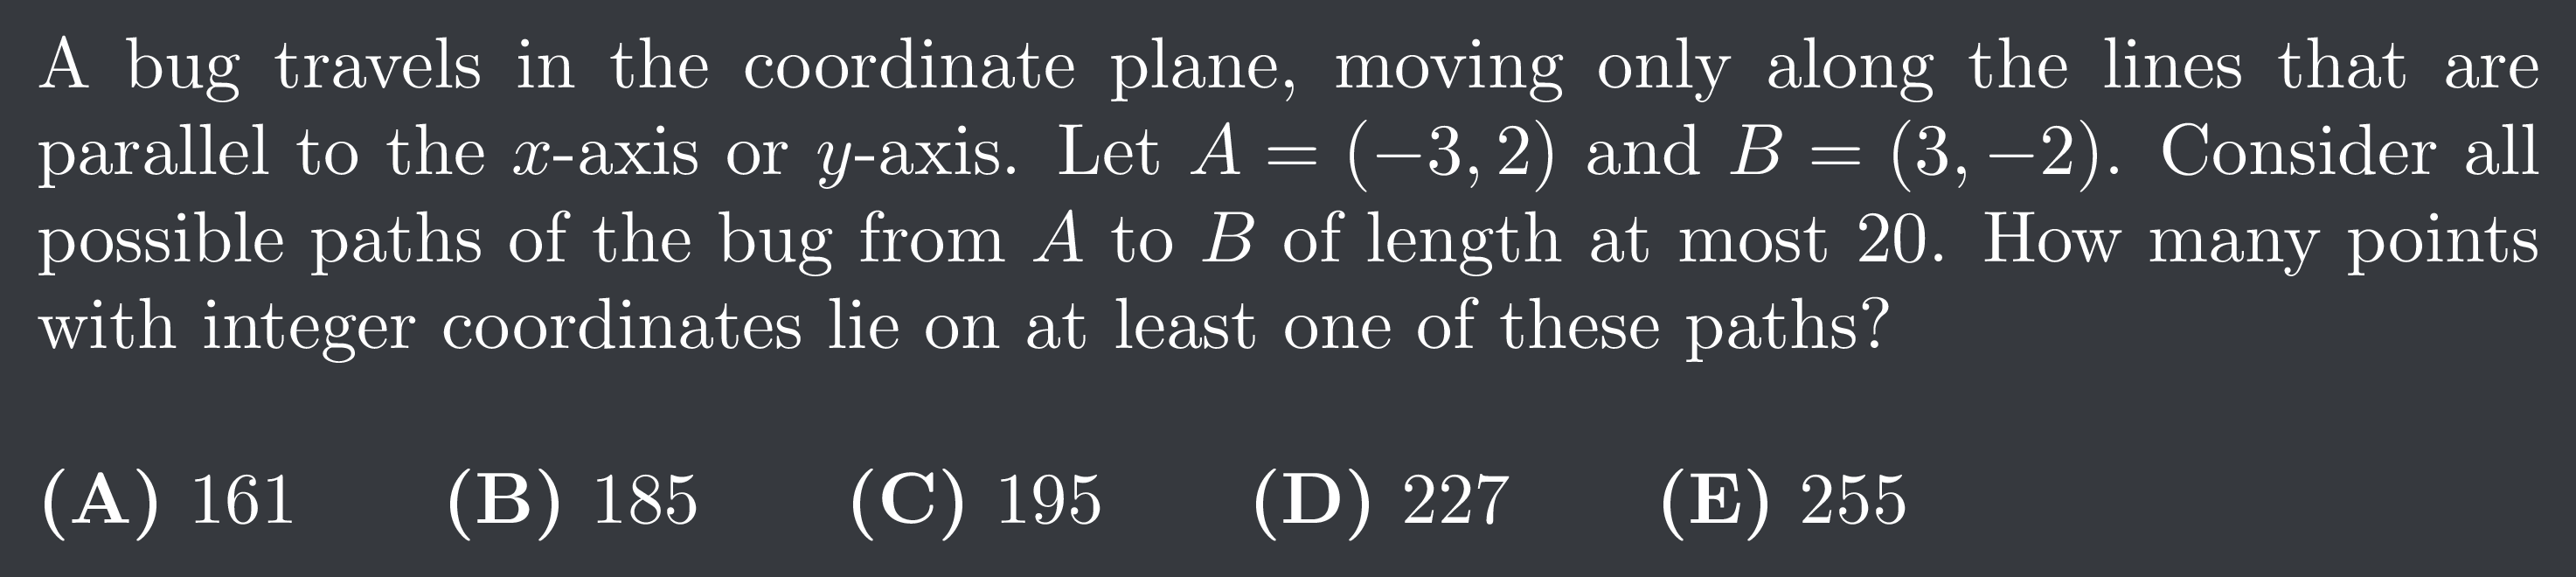 A bug travels in the coordinate plane, moving only along the lines that are
parallel to the x-axis or y-axis. Let A = (−3, 2) and B = (3, −2). Consider all
possible paths of the bug from A to B of length at most 20. How many points
with integer coordinates lie on at least one of these paths?
(A) 161 (B) 185 (C) 195 (D) 227 (E) 255